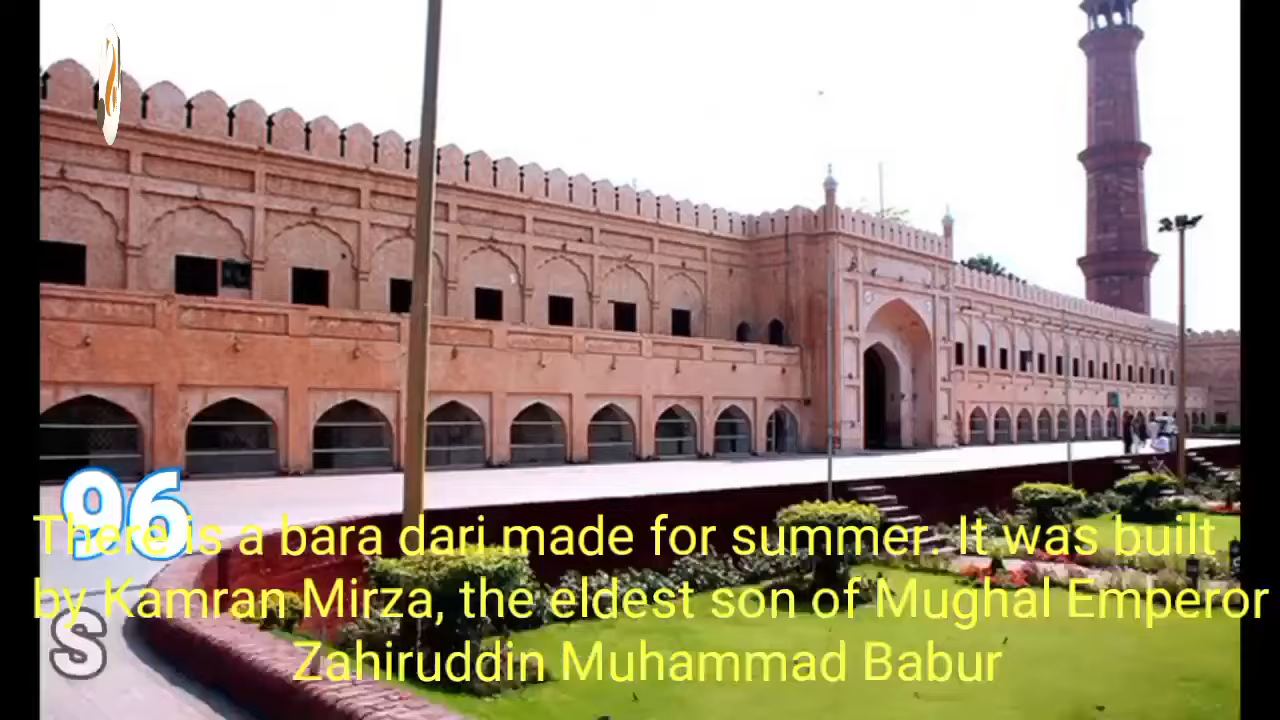 96
There is a bara dari made for summer. It was built
by Kamran Mirza, the eldest son of Mughal Emperor
S
Zahiruddin Muhammad Babur